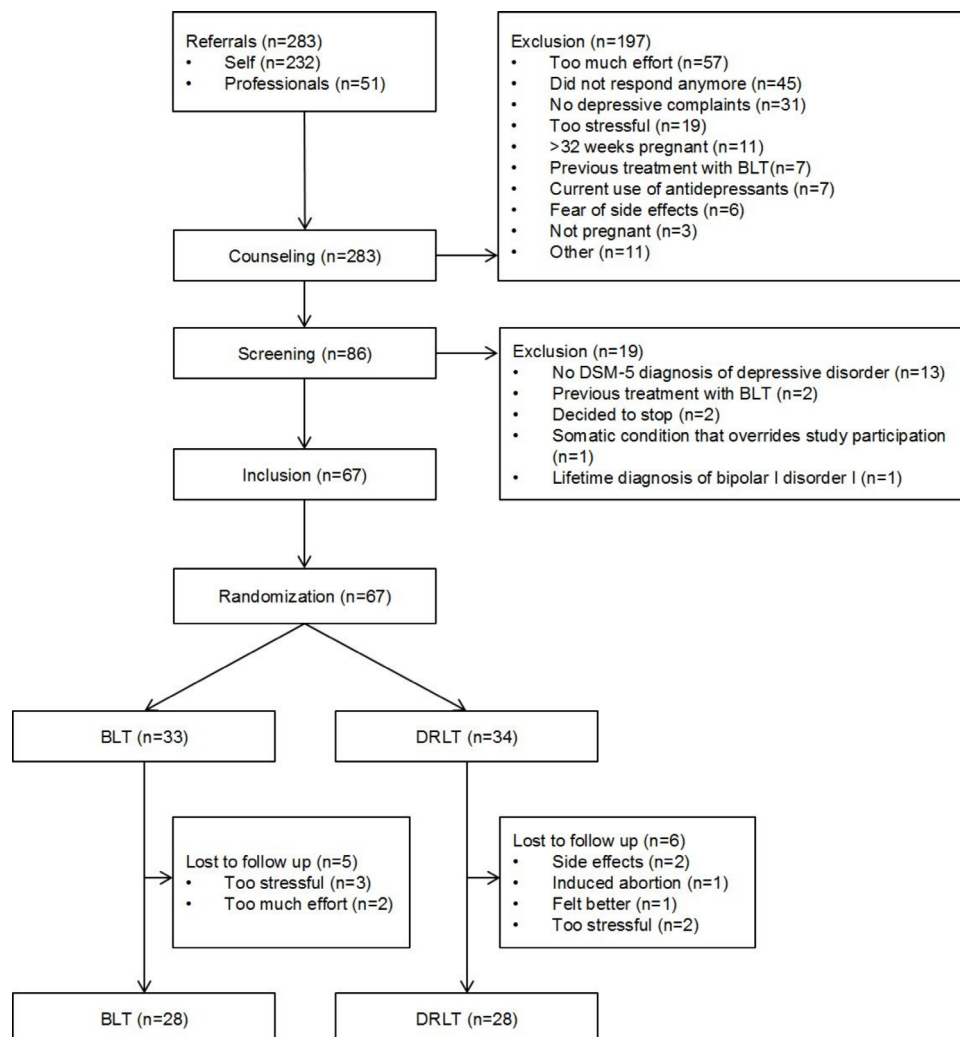 Referrals (n=283)
• Self (n=232)
• Professionals (n=51)
Exclusion (n=197)
• Too much effort (n=57)
• Did not respond anymore (n=45)
• No depressive complaints (n=31)
• Too stressful (n=19)
• >32 weeks pregnant (n=11)
• Previous treatment with BLT(n=7)
• Current use of antidepressants (n=7)
• Fear of side effects (n=6)
• Not pregnant (n=3)
• Other (n=11)
Counseling (n=283)
Screening (n=86)
Exclusion (n=19)
• No DSM-5 diagnosis of depressive disorder (n=13)
• Previous treatment with BLT (n=2)
• Decided to stop (n=2)
• Somatic condition that overrides study participation
(n=1)
• Lifetime diagnosis of bipolar I disorder I (n=1)
Inclusion (n=67)
Randomization (n=67)
BLT (n=33)
DRLT (n=34)
Lost to follow up (n=5)
• Too stressful (n=3)
• Too much effort (n=2)
Lost to follow up (n=6)
• Side effects (n=2)
• Induced abortion (n=1)
• Felt better (n=1)
• Too stressful (n=2)
BLT (n=28)
DRLT (n=28)